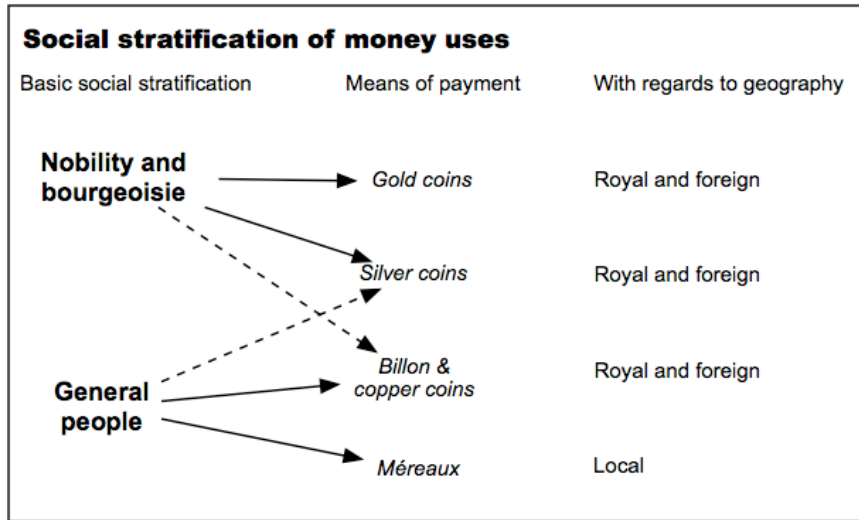 Social stratification of money uses
Basic social stratification
Means of payment
With regards to geography
Nobility and
bourgeoisie
Gold coins
Royal and foreign
Silver coins
Royal and foreign
Billon &
copper coins
Royal and foreign
General
people
Méreaux
Local